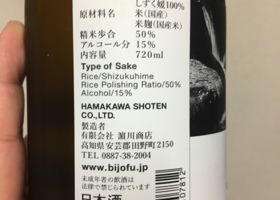 しずく媛100%
原材料名 米(国産)
米麹(国産米)
精米歩合 50%
アルコール分 15%
内容量 720ml
Type of Sake
Rice/Shizukuhime
Rice Polishing Ratio/50%
Alcohol/15%
HAMAKAWA SHOTEN
CO.,LTD.
製造者
有限会社 濵川商店
高知県 安芸郡田野町2150
TEL 0887-38-2004
www.bijofu.jp
未成年者の飲酒は
法律で禁じられています
日本酒